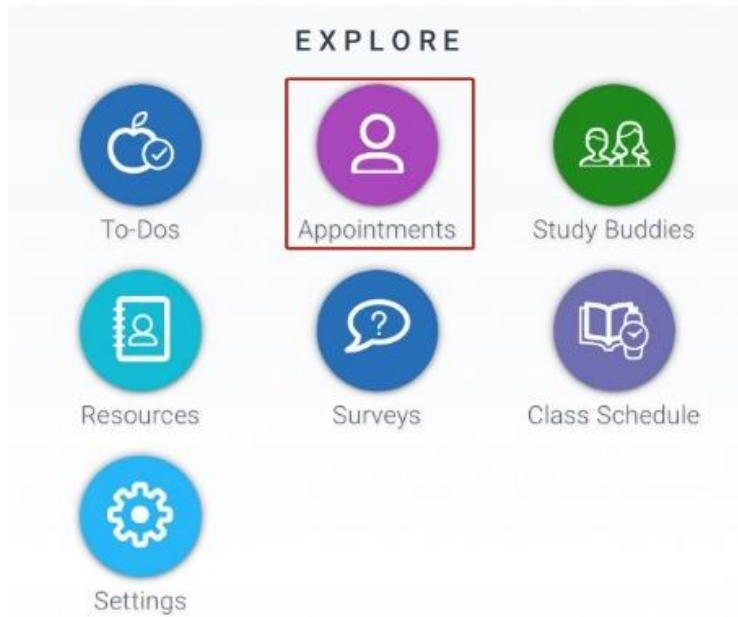 EXPLORE
To-Dos
Appointments
Study Buddies
?
Resources
Surveys
Class Schedule
Settings